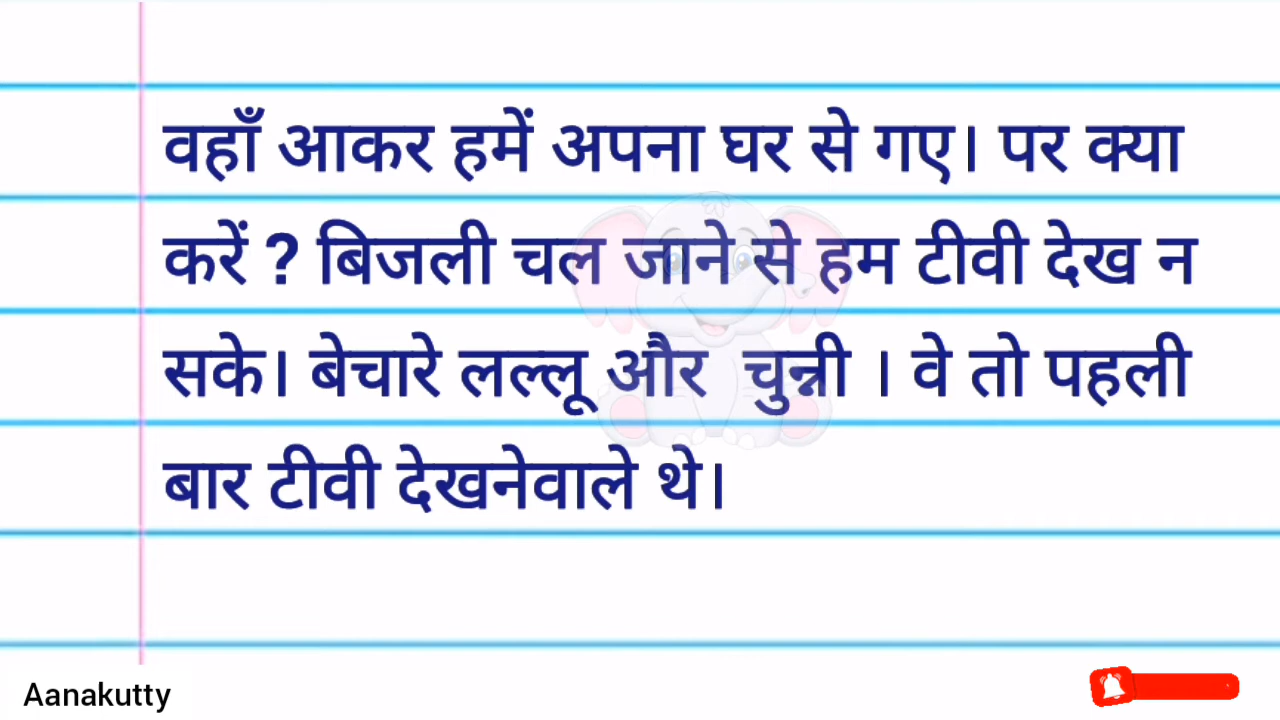 वहाँ आकर हमें अपना घर से गए। पर क्या
करें ? बिजली चल जाने से हम टीवी देख न
सके। बेचारे लल्लू और चुन्नी । वे तो पहली
बार टीवी देखनेवाले थे।
Aanakutty